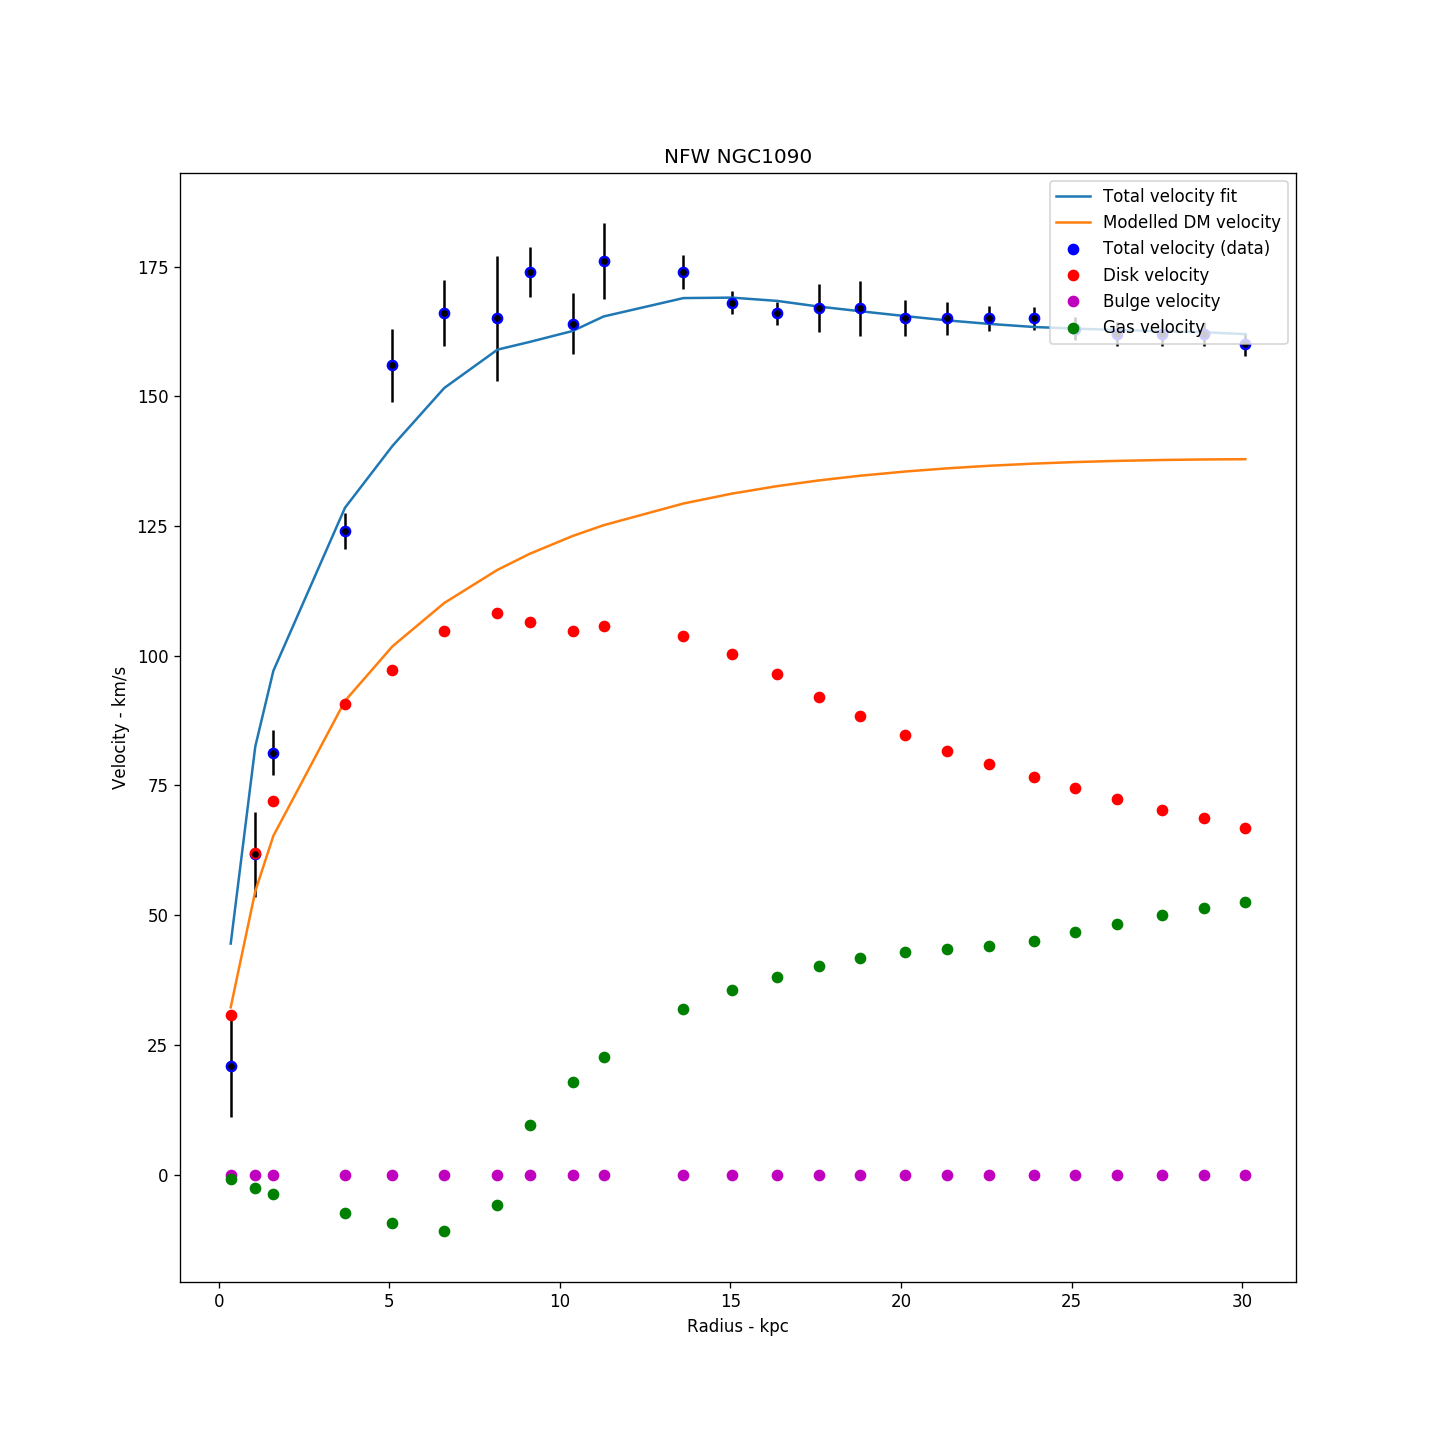 NFW NGC1090
Total velocity fit
Modelled DM velocity
Total velocity (data)
Disk velocity
Bulge velocity
Gas velocity
175
150
125
100
75
50
25
0
Velocity - km/s
0 5 10 15 20 25 30
Radius - kpc